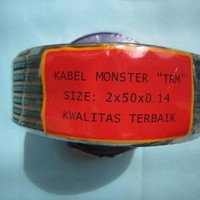 KABEL MONSTER "TRM"
SIZE: 2x50x0.14
KWALITAS TERBAIK